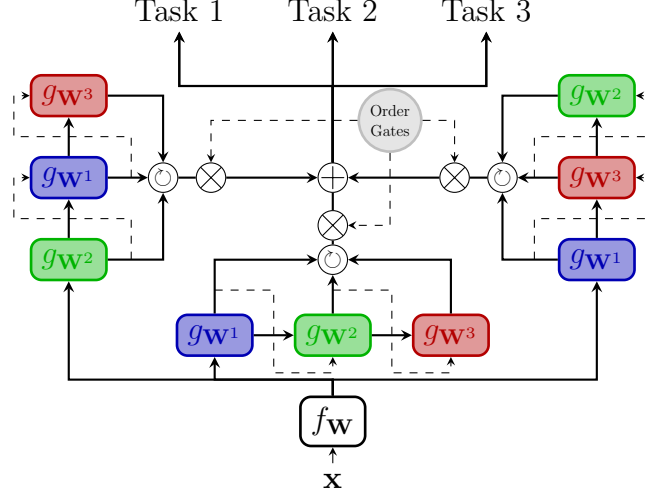 Task 1 Task 2 Task 3
Order
Gates
g_W³ g_W²
g_W¹ g_W³
g_W² g_W¹
g_W¹ g_W² g_W³
f_W
x